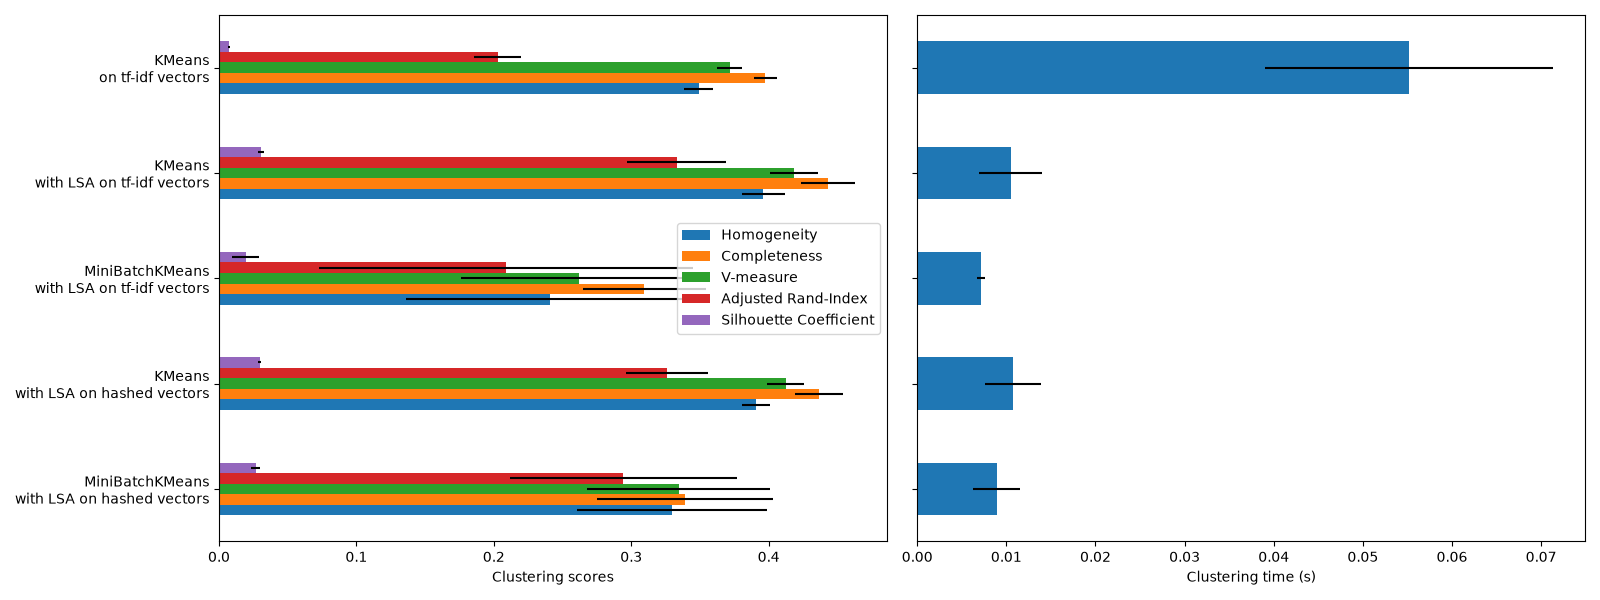 KMeans
on tf-idf vectors
KMeans
with LSA on tf-idf vectors
MiniBatchKMeans
with LSA on tf-idf vectors
KMeans
with LSA on hashed vectors
MiniBatchKMeans
with LSA on hashed vectors
Homogeneity
Completeness
V-measure
Adjusted Rand-Index
Silhouette Coefficient
0.0 0.1 0.2 0.3 0.4
Clustering scores
0.00 0.01 0.02 0.03 0.04 0.05 0.06 0.07
Clustering time (s)